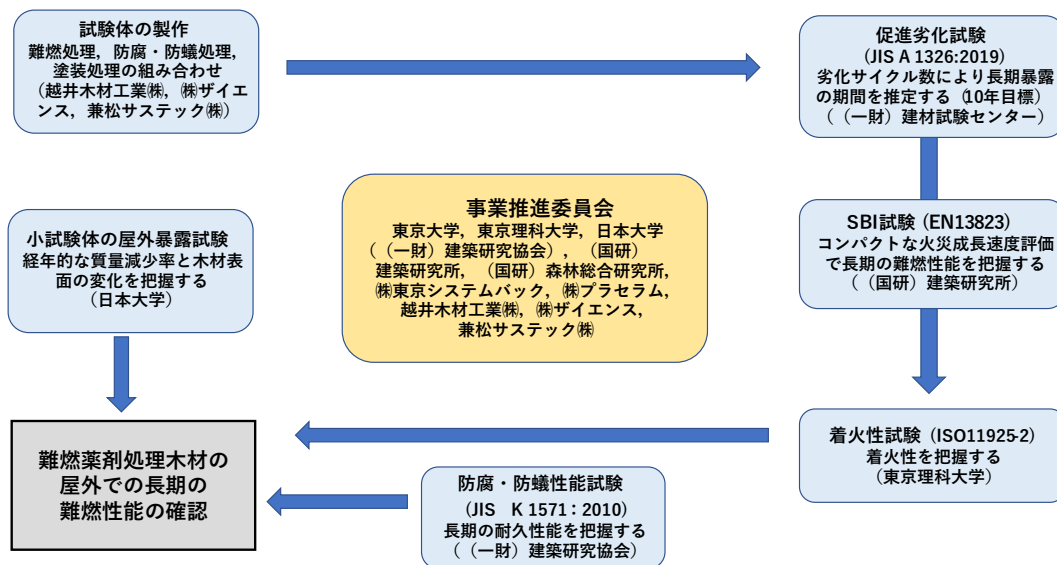 試験体の製作
難燃処理，防腐・防蟻処理，
塗装処理の組み合わせ
（越井木材工業㈱，㈱ザイエ
ンス，兼松サステック㈱）
促進劣化試験
(JIS A 1326:2019)
劣化サイクル数により長期暴露
の期間を推定する（10年目標）
（（一財）建材試験センター）
事業推進委員会
東京大学，東京理科大学，日本大学
（（一財）建築研究協会），（国研）
建築研究所，（国研）森林総合研究所，
㈱東京システムバック，㈱プラセラム，
越井木材工業㈱，㈱ザイエンス，
兼松サステック㈱
小試験体の屋外暴露試験
経年的な質量減少率と木材表
面の変化を把握する
（日本大学）
SBI試験 (EN13823)
コンパクトな火災成長速度評価
で長期の難燃性能を把握する
（（国研）建築研究所）
難燃薬剤処理木材の
屋外での長期の
難燃性能の確認
防腐・防蟻性能試験
(JIS K 1571：2010)
長期の耐久性能を把握する
（（一財）建築研究協会）
着火性試験 (ISO11925-2)
着火性を把握する
（東京理科大学）